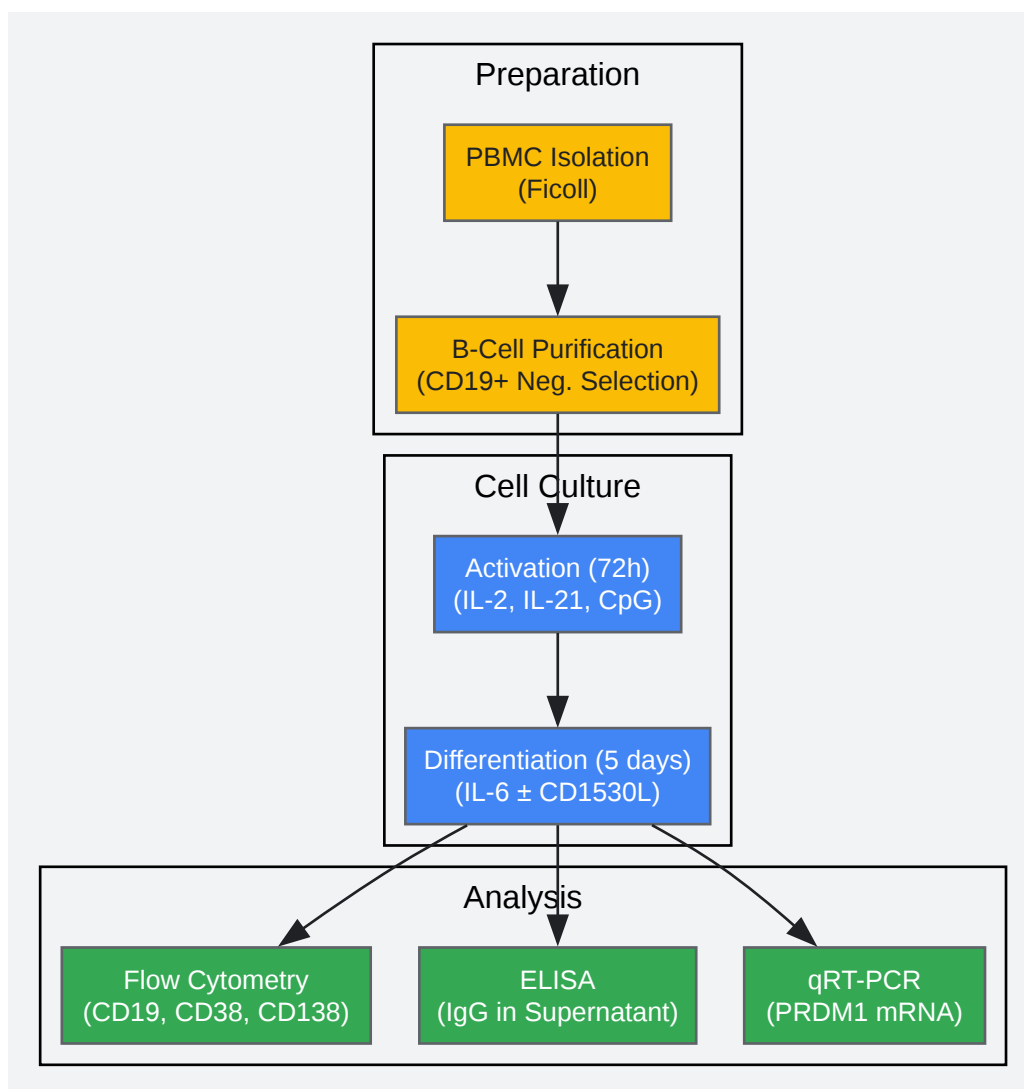 Preparation
PBMC Isolation
(Ficoll)
B-Cell Purification
(CD19+ Neg. Selection)
Cell Culture
Activation (72h)
(IL-2, IL-21, CpG)
Differentiation (5 days)
(IL-6 ± CD1530L)
Analysis
Flow Cytometry
(CD19, CD38, CD138)
ELISA
(IgG in Supernatant)
qRT-PCR
(PRDM1 mRNA)